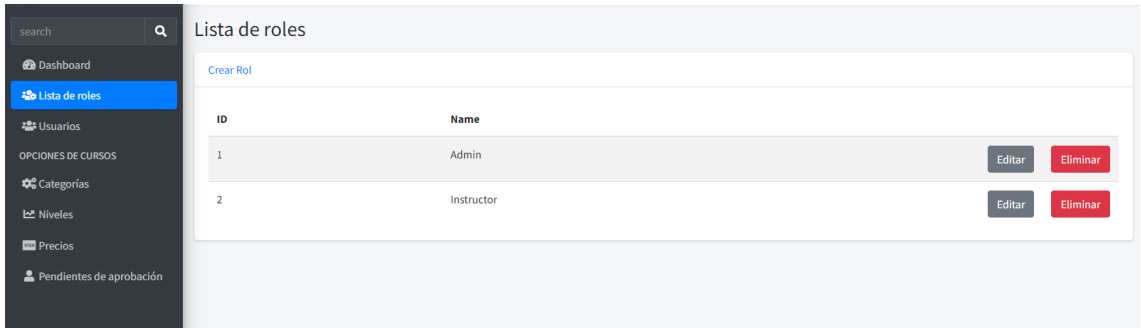 search
Dashboard
Lista de roles
Usuarios
OPCIONES DE CURSOS
Categorías
Niveles
VISA Precios
Pendientes de aprobación
Lista de roles
Crear Rol
ID Name
1 Admin Editar Eliminar
2 Instructor Editar Eliminar